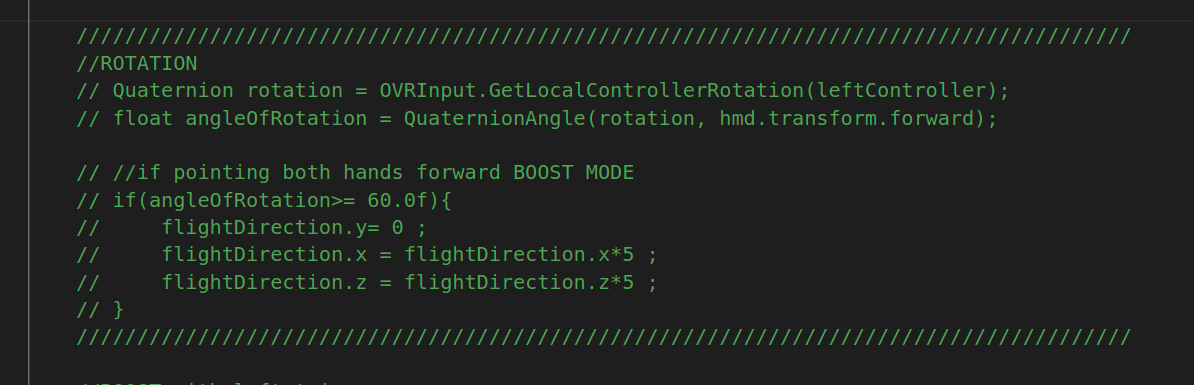 ///////////////////////////////////////////////////////////////////////////////////////
//ROTATION
// Quaternion rotation = OVRInput.GetLocalControllerRotation(leftController);
// float angleOfRotation = QuaternionAngle(rotation, hmd.transform.forward);
// //if pointing both hands forward BOOST MODE
// if(angleOfRotation>= 60.0f){
//     flightDirection.y= 0 ;
//     flightDirection.x = flightDirection.x*5 ;
//     flightDirection.z = flightDirection.z*5 ;
// }
///////////////////////////////////////////////////////////////////////////////////////